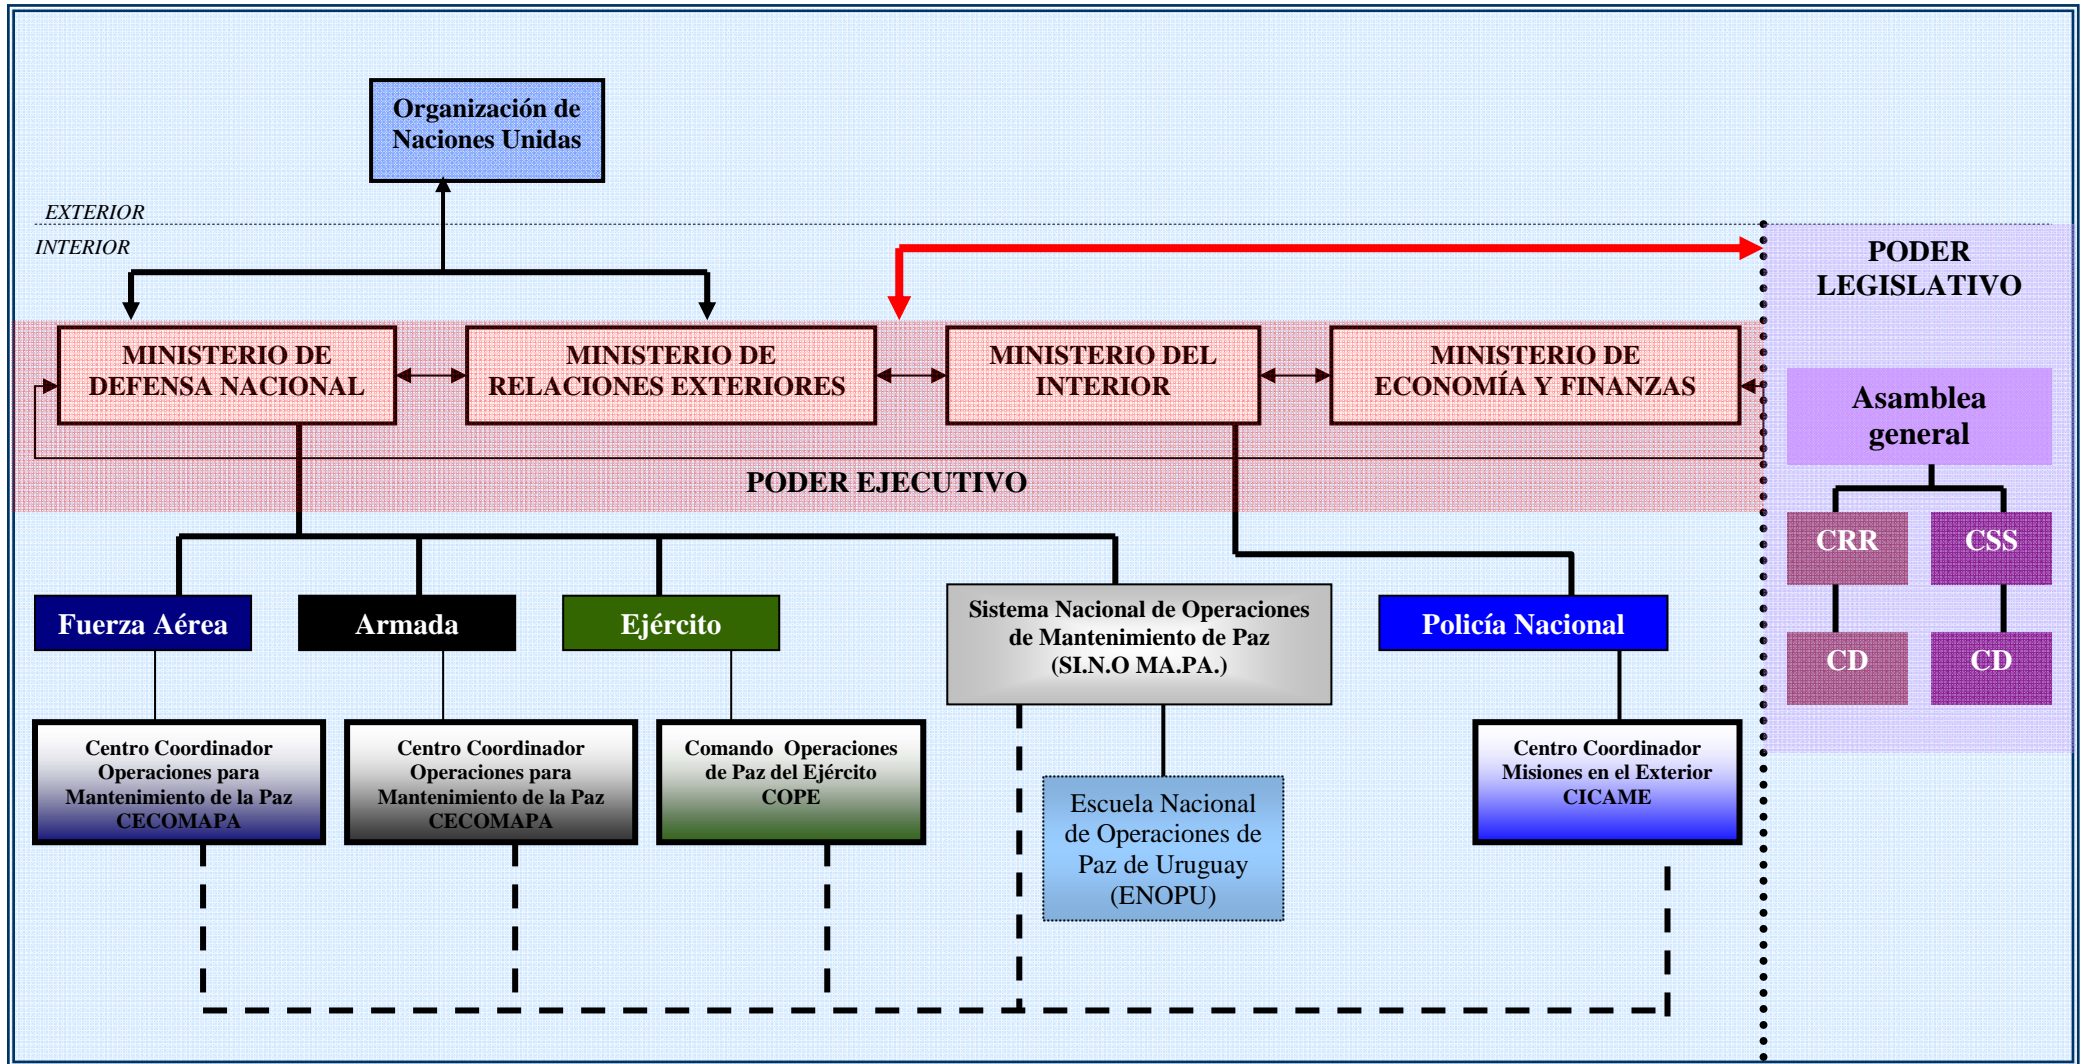 Organización de
Naciones Unidas
EXTERIOR
INTERIOR
PODER
LEGISLATIVO
MINISTERIO DE
DEFENSA NACIONAL
MINISTERIO DE
RELACIONES EXTERIORES
MINISTERIO DEL
INTERIOR
MINISTERIO DE
ECONOMÍA Y FINANZAS
PODER EJECUTIVO
Asamblea
general
CRR
CSS
CD
CD
Fuerza Aérea
Armada
Ejército
Sistema Nacional de Operaciones
de Mantenimiento de Paz
(SI.N.O MA.PA.)
Policía Nacional
Centro Coordinador
Operaciones para
Mantenimiento de la Paz
CECOMAPA
Centro Coordinador
Operaciones para
Mantenimiento de la Paz
CECOMAPA
Comando Operaciones
de Paz del Ejército
COPE
Escuela Nacional
de Operaciones de
Paz de Uruguay
(ENOPU)
Centro Coordinador
Misiones en el Exterior
CICAME